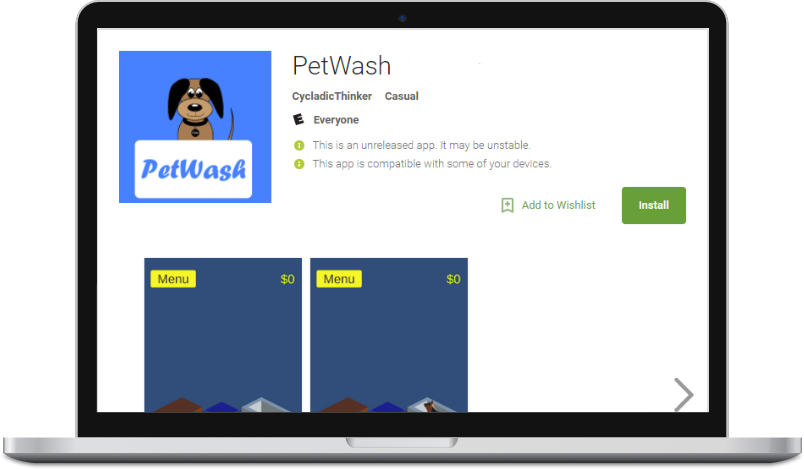 PetWash
CycladicThinker Casual
E Everyone
This is an unreleased app. It may be unstable.
This app is compatible with some of your devices.
PetWash
Add to Wishlist
Install
Menu $0
Menu $0